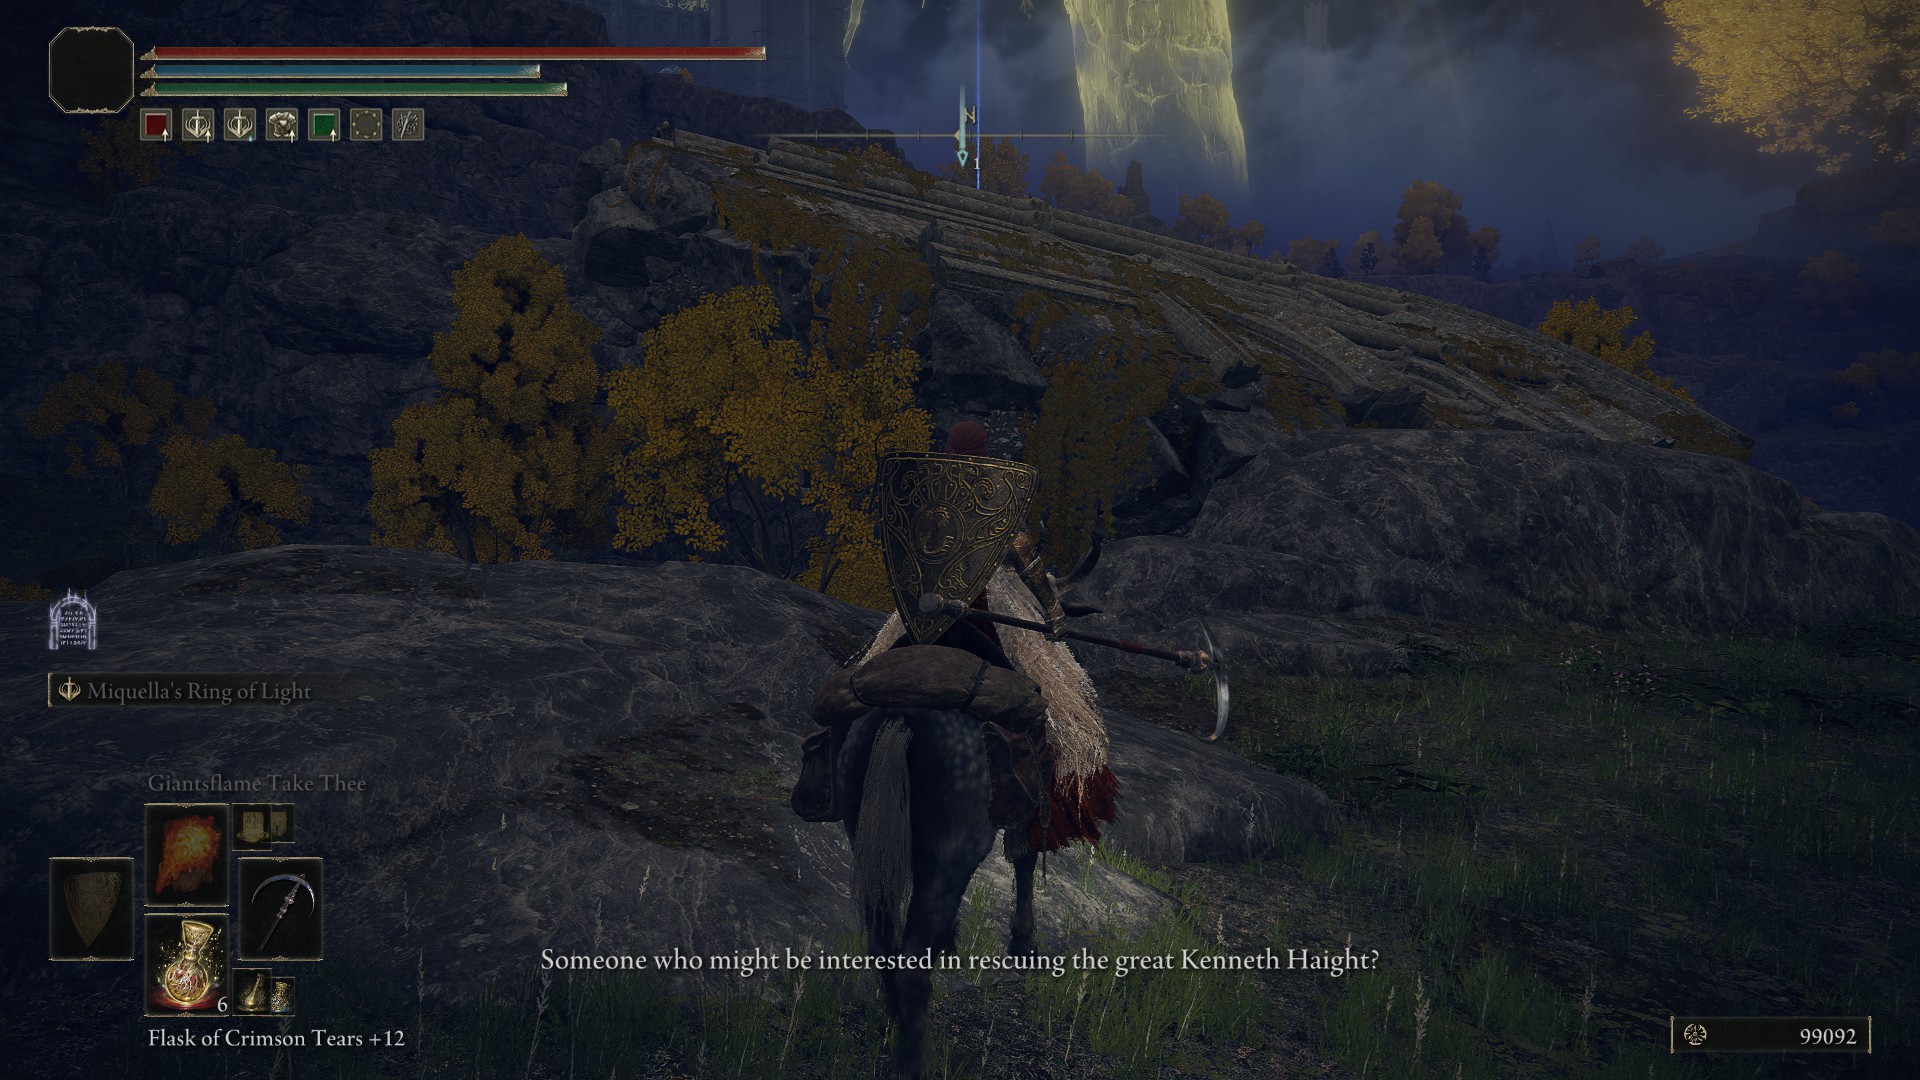 N
1
Miquella's Ring of Light
Giantsflame Take Thee
6
Flask of Crimson Tears +12
Someone who might be interested in rescuing the great Kenneth Haight?
99092